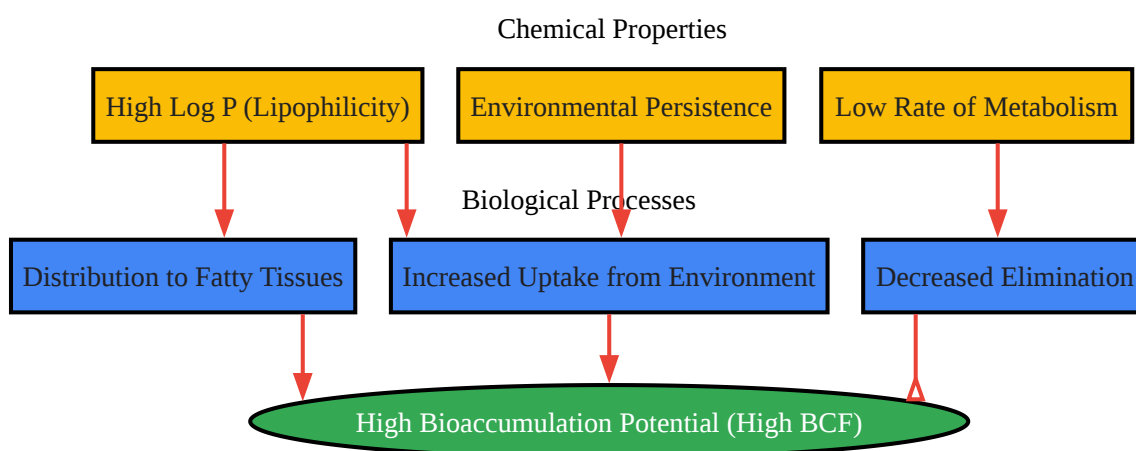 Chemical Properties
High Log P (Lipophilicity)
Environmental Persistence
Low Rate of Metabolism
Biological Processes
Distribution to Fatty Tissues
Increased Uptake from Environment
Decreased Elimination
High Bioaccumulation Potential (High BCF)